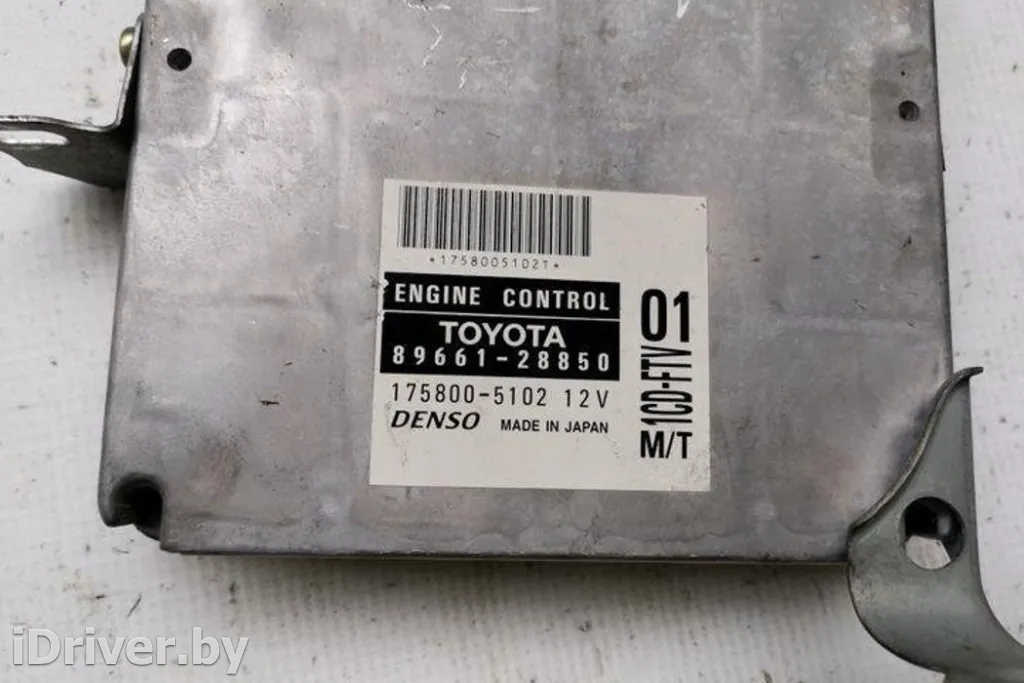 *1758005102T*
ENGINE CONTROL
TOYOTA
89661-28850
175800-5102 12V
DENSO MADE IN JAPAN
01
1CD-FTV
M/T
iDriver.by